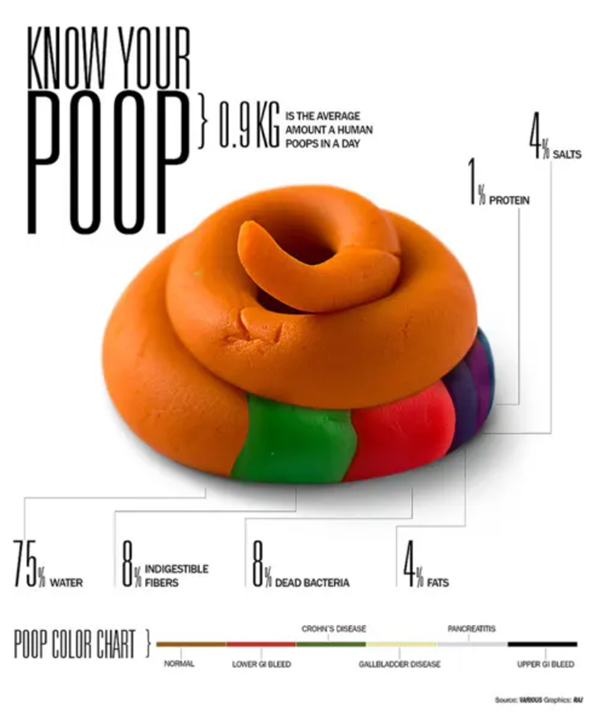 KNOW YOUR
POOP
} 0.9 KG
IS THE AVERAGE
AMOUNT A HUMAN
POOPS IN A DAY
4% SALTS
1% PROTEIN
75% WATER
8% INDIGESTIBLE
FIBERS
8% DEAD BACTERIA
4% FATS
POOP COLOR CHART }
CROHN'S DISEASE
PANCREATITIS
NORMAL
LOWER GI BLEED
GALLBLADDER DISEASE
UPPER GI BLEED
Source: VARIOUS Graphics: RAJ